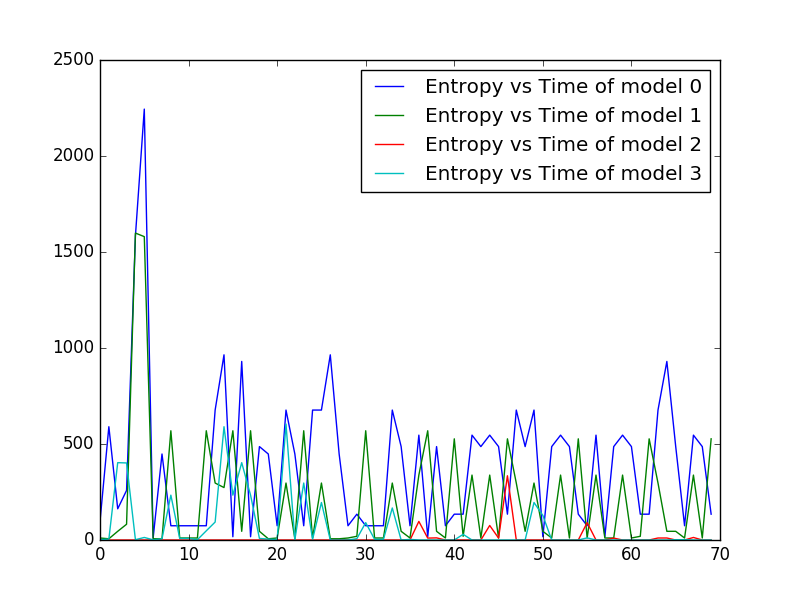 2500
2000
1500
1000
500
0
0 10 20 30 40 50 60 70
Entropy vs Time of model 0
Entropy vs Time of model 1
Entropy vs Time of model 2
Entropy vs Time of model 3